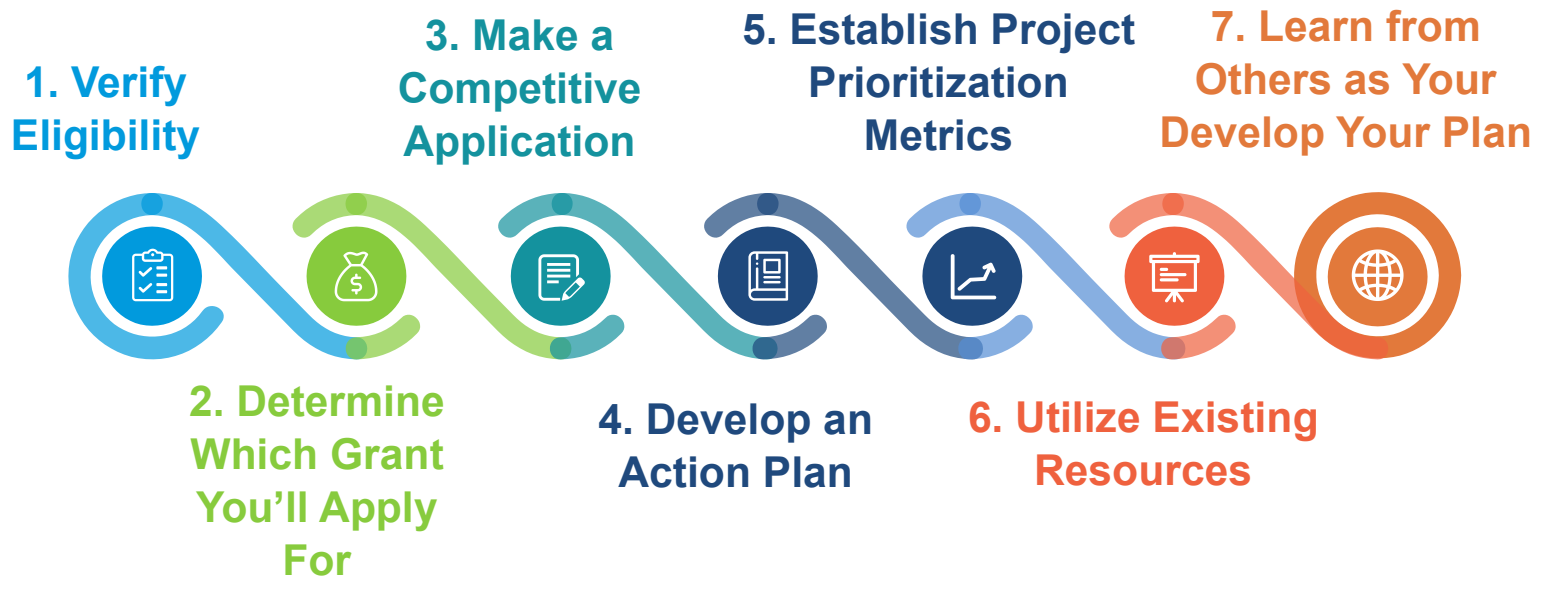 1. Verify
Eligibility
2. Determine
Which Grant
You’ll Apply
For
3. Make a
Competitive
Application
4. Develop an
Action Plan
5. Establish Project
Prioritization
Metrics
6. Utilize Existing
Resources
7. Learn from
Others as Your
Develop Your Plan
$